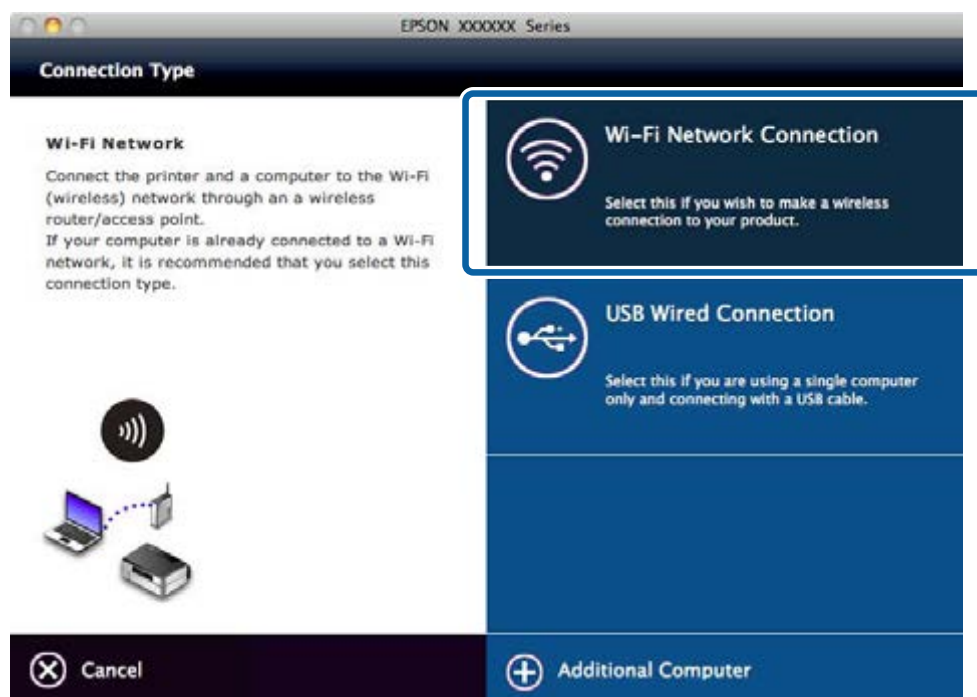 EPSON XXXXXX Series
Connection Type
Wi-Fi Network
Connect the printer and a computer to the Wi-Fi
(wireless) network through an a wireless
router/access point.
If your computer is already connected to a Wi-Fi
network, it is recommended that you select this
connection type.
Wi-Fi Network Connection
Select this if you wish to make a wireless
connection to your product.
USB Wired Connection
Select this if you are using a single computer
only and connecting with a USB cable.
Cancel
Additional Computer